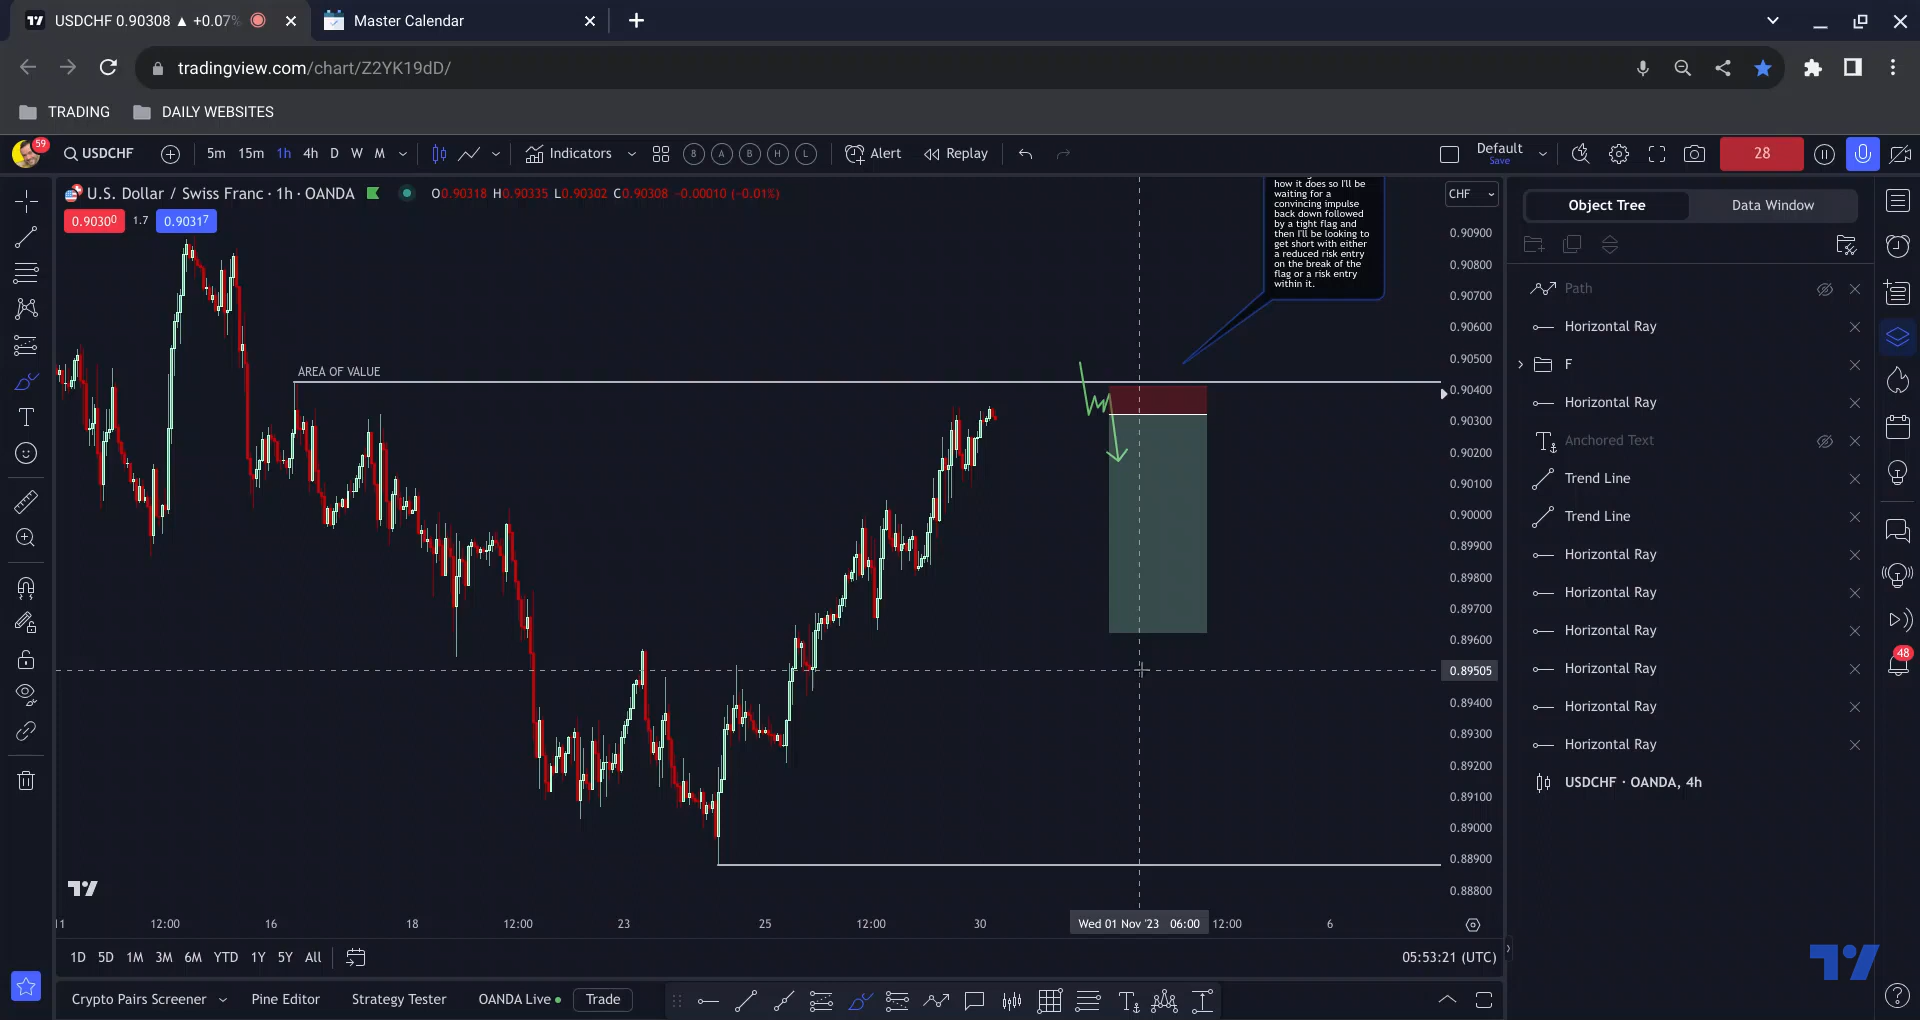 USDCHF 0.90308 ▲ +0.07%
Master Calendar
tradingview.com/chart/Z2YK19dD/
TRADING
DAILY WEBSITES
59
USDCHF
5m 15m 1h 4h D W M
Indicators
8 A B H L
Alert
Replay
Default
Save
28
U.S. Dollar / Swiss Franc · 1h · OANDA
O0.90318 H0.90335 L0.90302 C0.90308 -0.00010 (-0.01%)
0.90300
1.7
0.90317
how it does so I'll be
waiting for a
convincing impulse
back down followed
by a tight flag and
then I'll be looking to
get short with either
a reduced risk entry
on the break of the
flag or a risk entry
within it.
AREA OF VALUE
CHF
0.90900
0.90800
0.90700
0.90600
0.90500
0.90400
0.90300
0.90200
0.90100
0.90000
0.89900
0.89800
0.89700
0.89600
0.89505
0.89400
0.89300
0.89200
0.89100
0.89000
0.88900
0.88800
11 12:00 16 18 12:00 23 25 12:00 30 Wed 01 Nov '23 06:00 12:00 6
1D 5D 1M 3M 6M YTD 1Y 5Y All
05:53:21 (UTC)
Crypto Pairs Screener
Pine Editor
Strategy Tester
OANDA Live
Trade
Object Tree
Data Window
Path
Horizontal Ray
F
Horizontal Ray
Anchored Text
Trend Line
Trend Line
Horizontal Ray
Horizontal Ray
Horizontal Ray
Horizontal Ray
Horizontal Ray
Horizontal Ray
USDCHF · OANDA, 4h
48